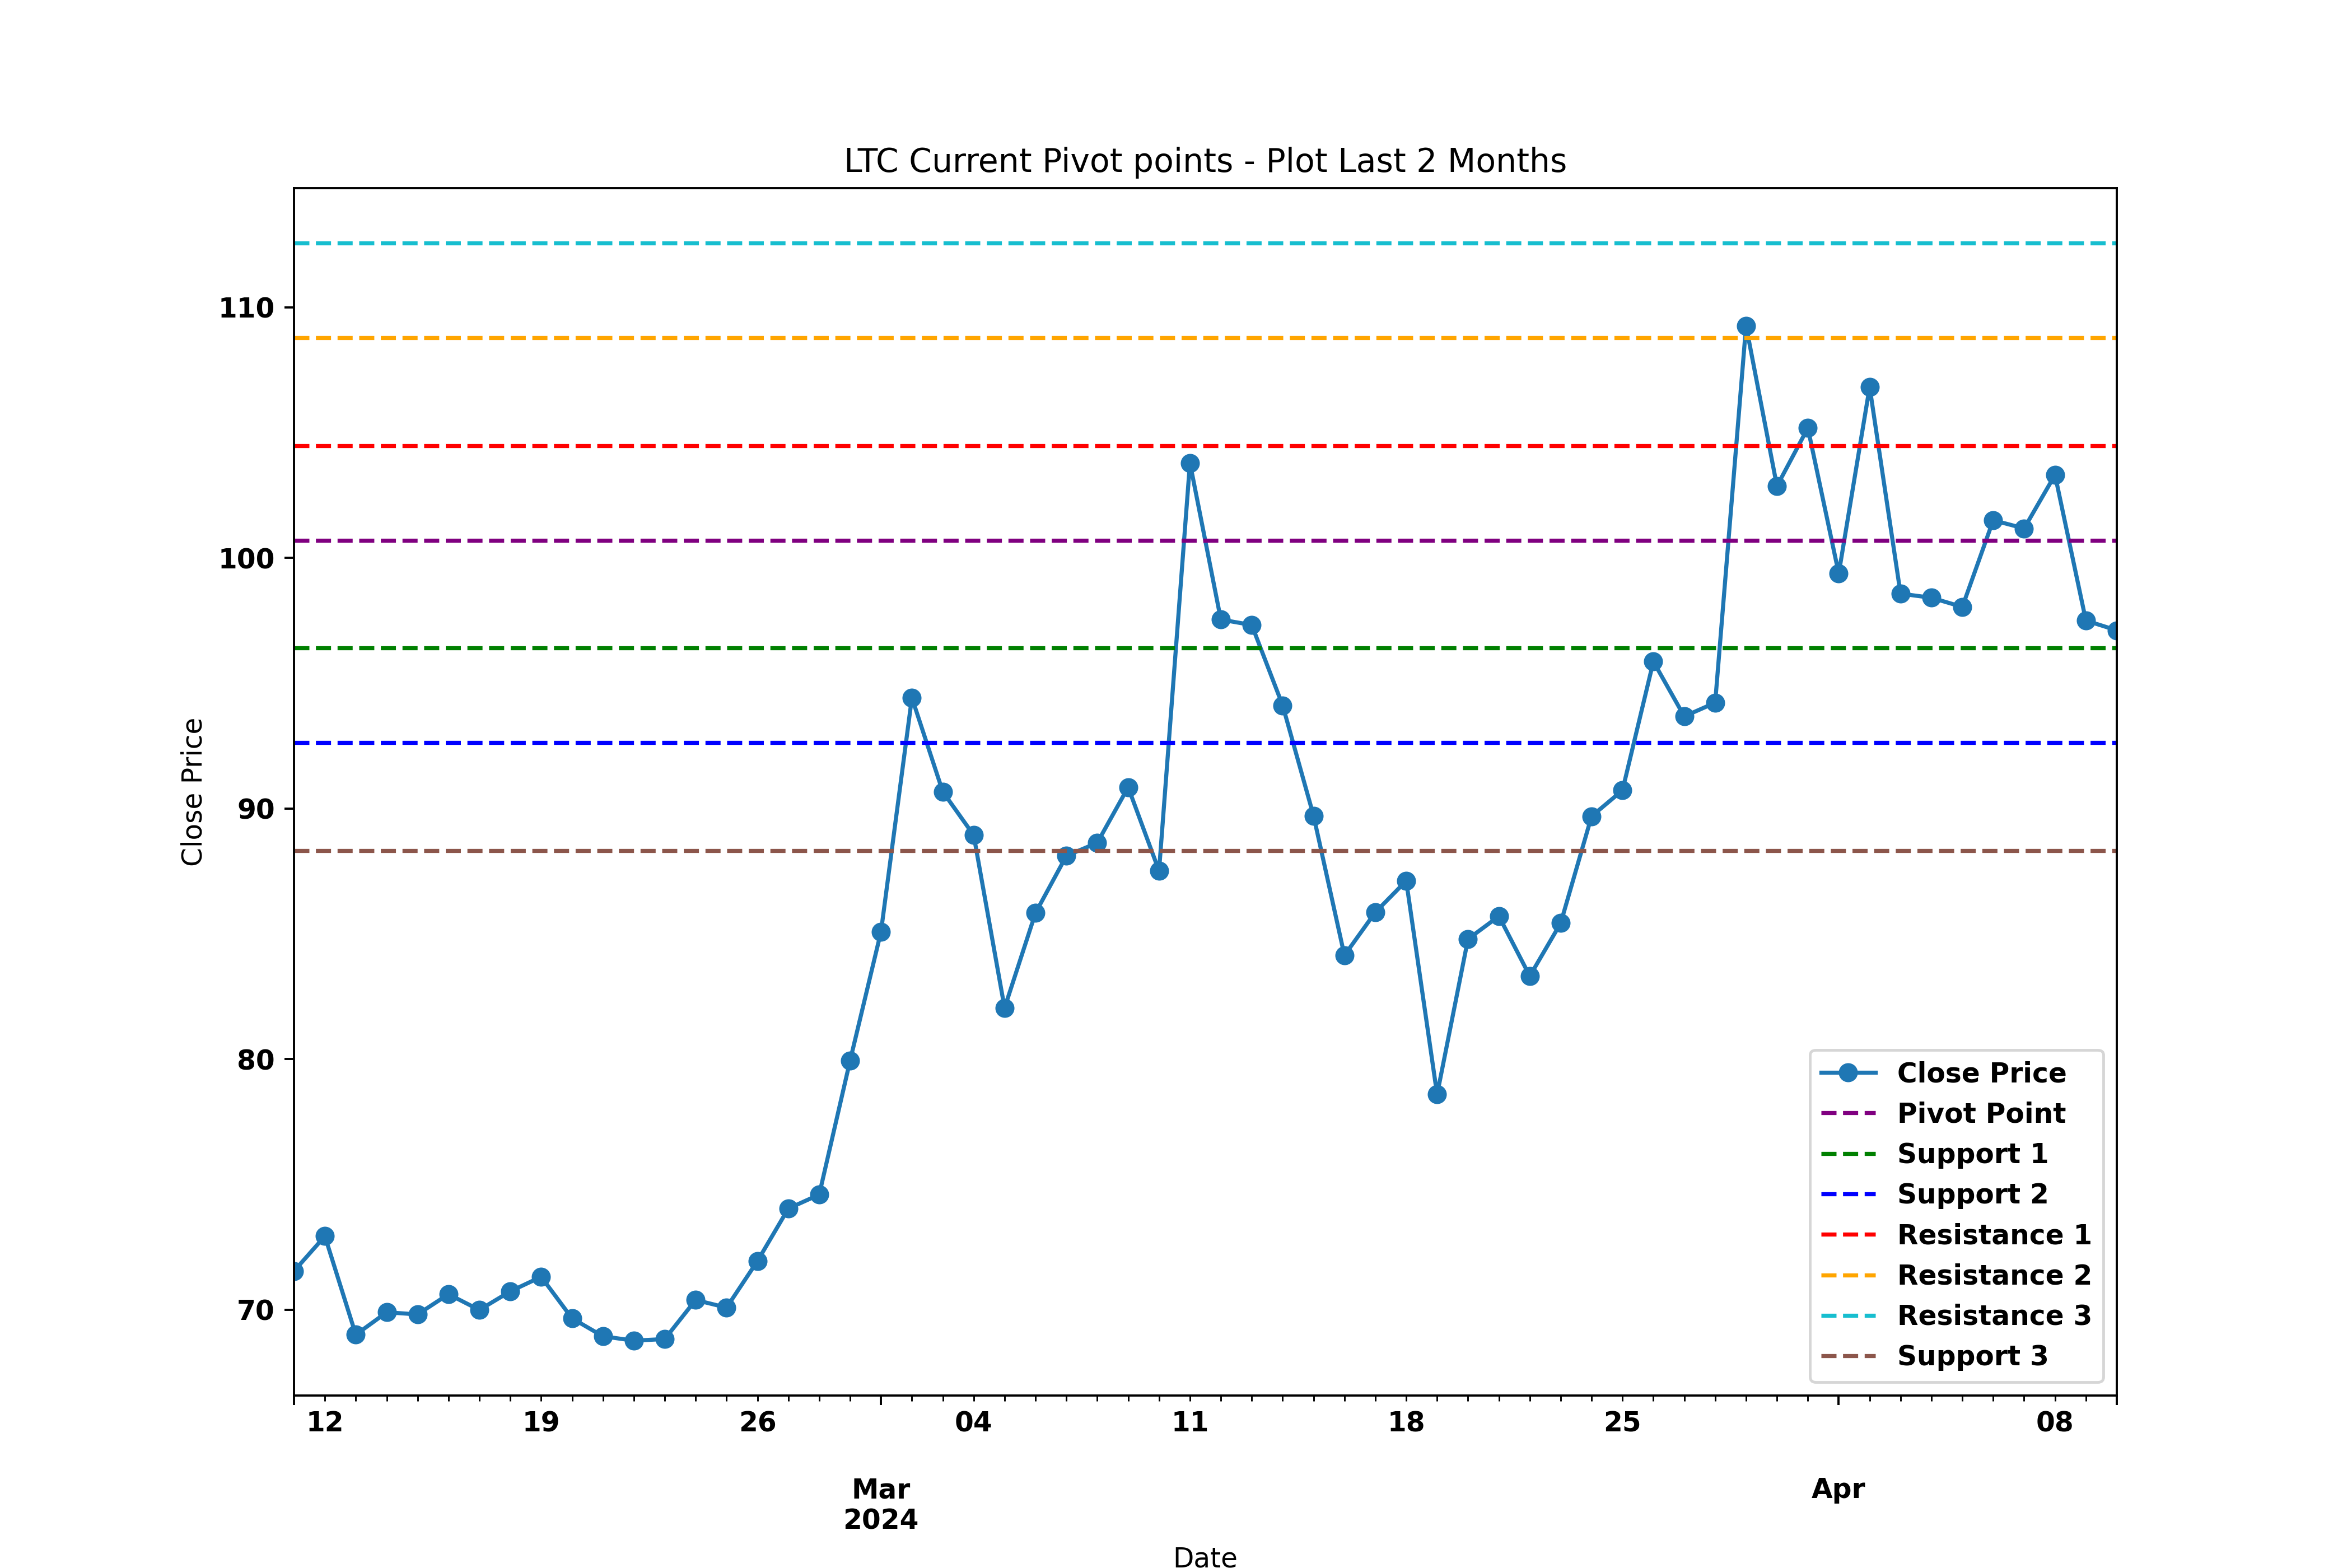 LTC Current Pivot points - Plot Last 2 Months
110
100
90
80
70
Close Price
Close Price
Pivot Point
Support 1
Support 2
Resistance 1
Resistance 2
Resistance 3
Support 3
12 19 26 04 11 18 25 08
Mar Apr
2024
Date